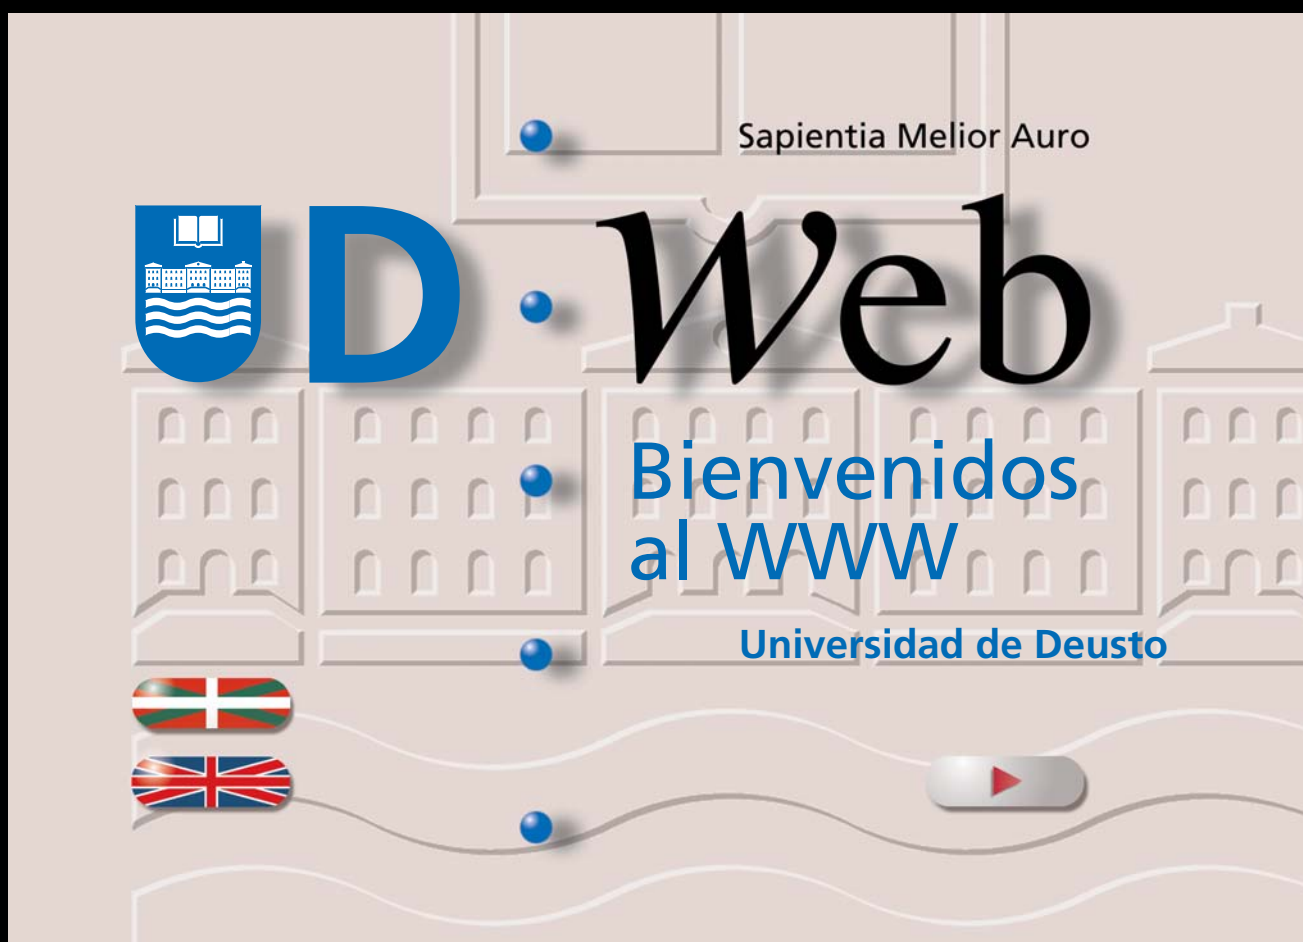 Sapientia Melior Auro
UD Web
Bienvenidos
al WWW
Universidad de Deusto